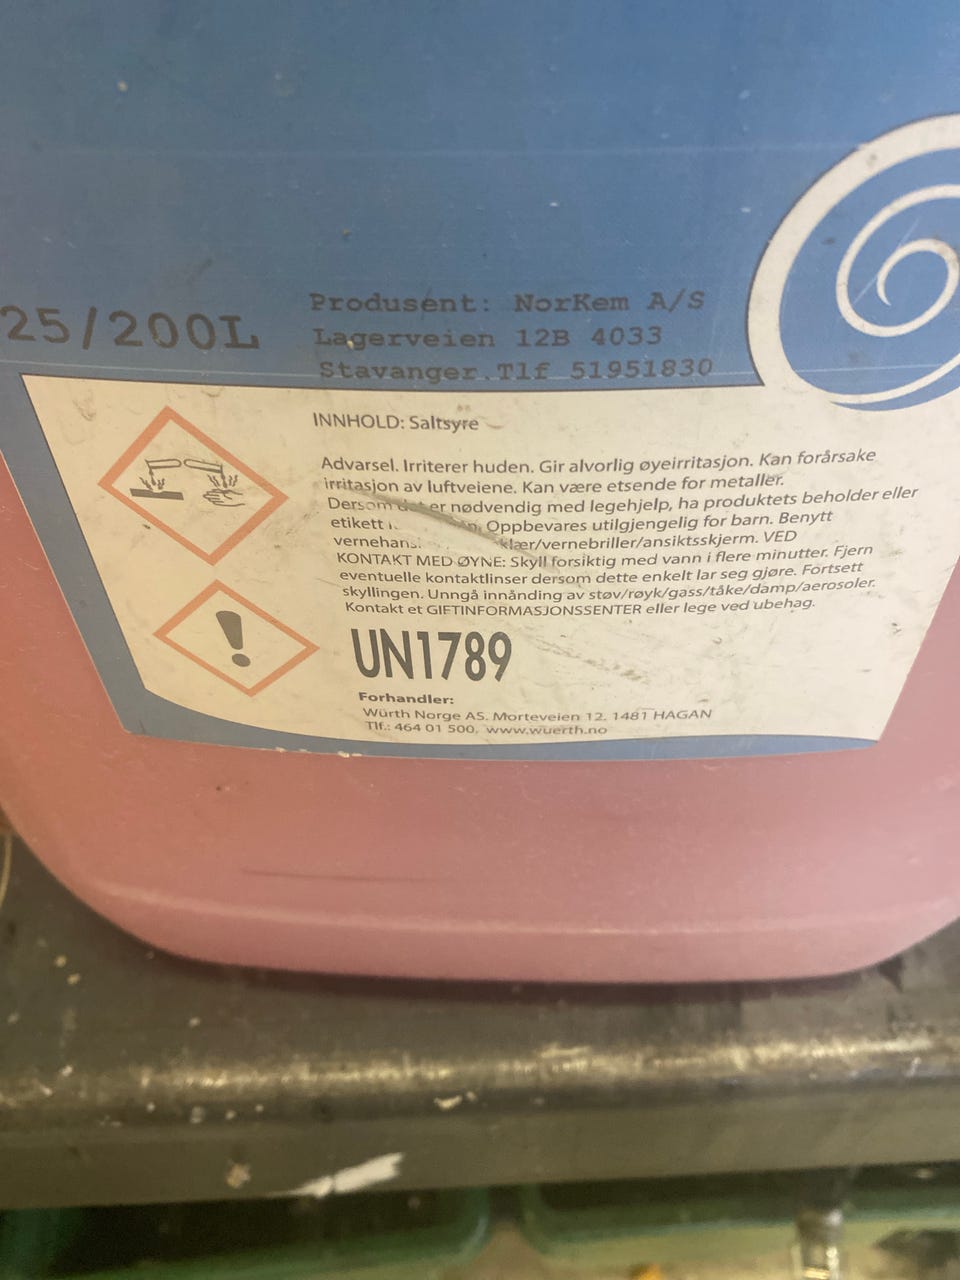 25/200L
Produsent: NorKem A/S
Lagerveien 12B 4033
Stavanger.Tlf 51951830
INNHOLD: Saltsyre
Advarsel. Irriterer huden. Gir alvorlig øyeirritasjon. Kan forårsake
irritasjon av luftveiene. Kan være etsende for metaller.
Dersom det er nødvendig med legehjelp, ha produktets beholder eller
etikett Oppbevares utilgjengelig for barn. Benytt
vernehans klær/vernebriller/ansiktsskjerm. VED
KONTAKT MED ØYNE: Skyll forsiktig med vann i flere minutter. Fjern
eventuelle kontaktlinser dersom dette enkelt lar seg gjøre. Fortsett
skyllingen. Unngå innånding av støv/røyk/gass/tåke/damp/aerosoler.
Kontakt et GIFTINFORMASJONSSENTER eller lege ved ubehag.
UN1789
Forhandler:
Würth Norge AS. Morteveien 12. 1481 HAGAN
Tlf.: 464 01 500. www.wuerth.no